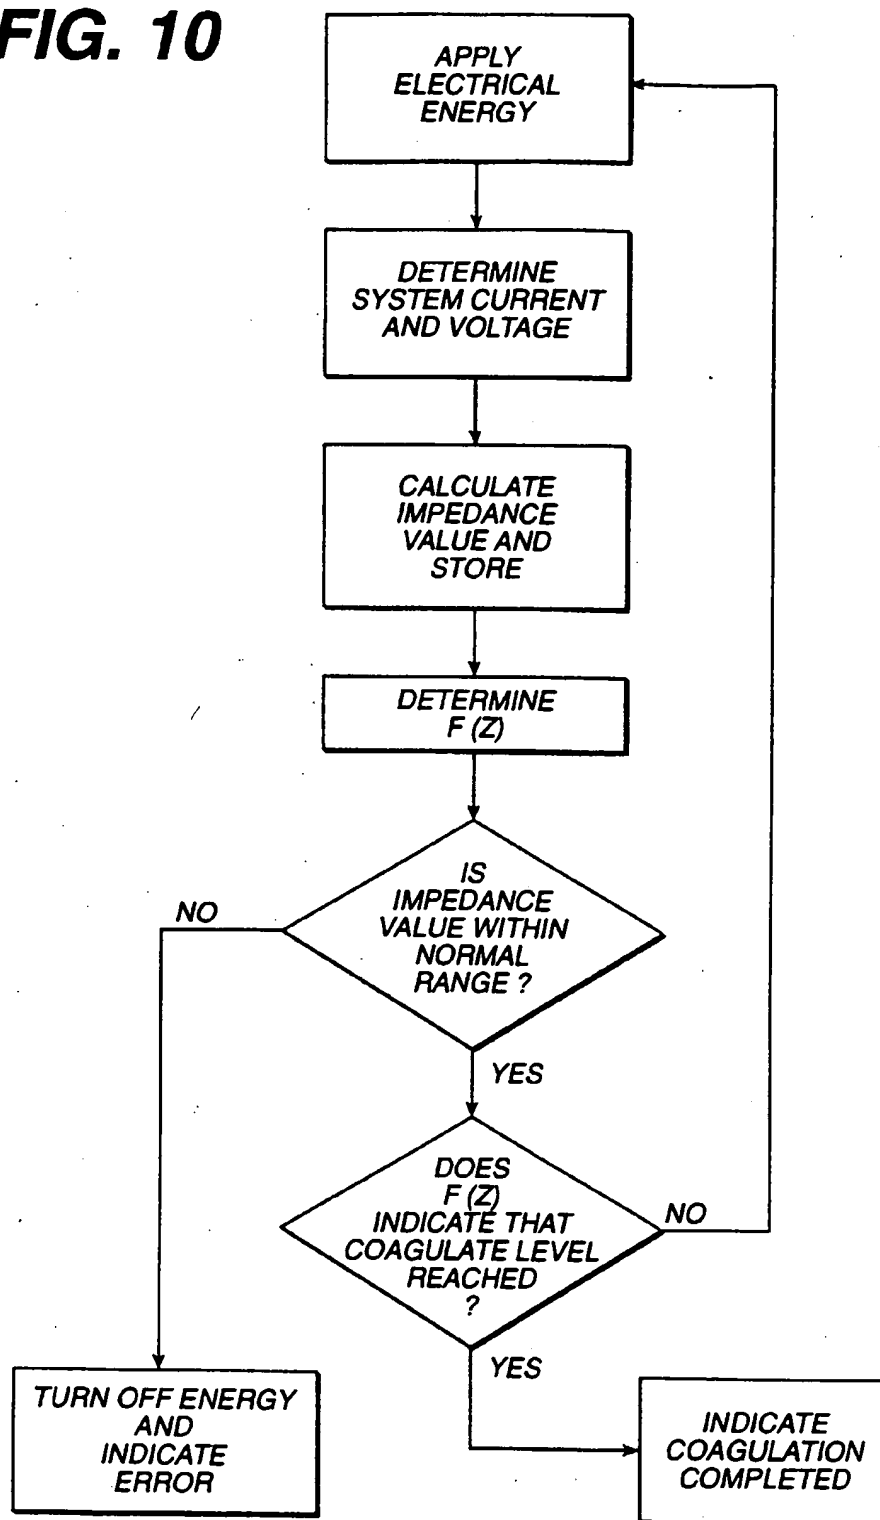 FIG. 10
APPLY
ELECTRICAL
ENERGY
DETERMINE
SYSTEM CURRENT
AND VOLTAGE
CALCULATE
IMPEDANCE
VALUE AND
STORE
DETERMINE
F (Z)
IS
IMPEDANCE
VALUE WITHIN
NORMAL
RANGE ?
NO
YES
DOES
F (Z)
INDICATE THAT
COAGULATE LEVEL
REACHED
?
NO
YES
TURN OFF ENERGY
AND
INDICATE
ERROR
INDICATE
COAGULATION
COMPLETED